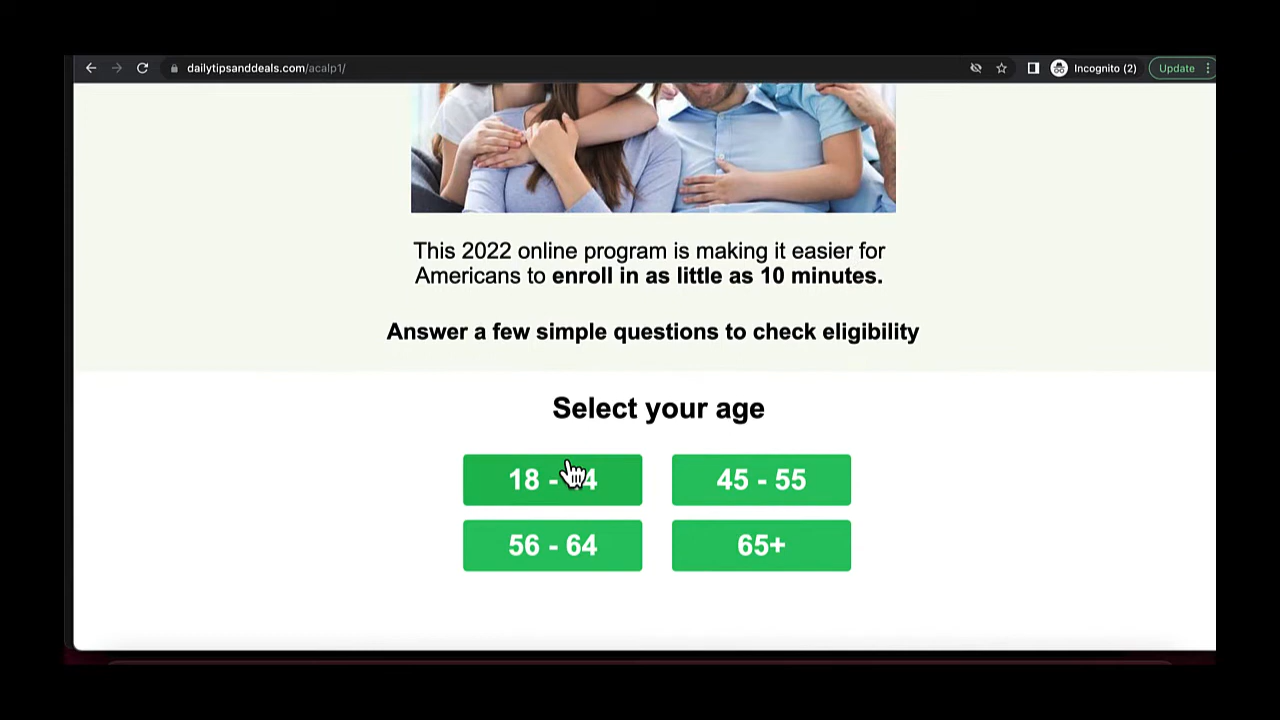 dailytipsanddeals.com/acalp1/
Incognito (2)
Update
This 2022 online program is making it easier for
Americans to enroll in as little as 10 minutes.
Answer a few simple questions to check eligibility
Select your age
18 - 4
45 - 55
56 - 64
65+